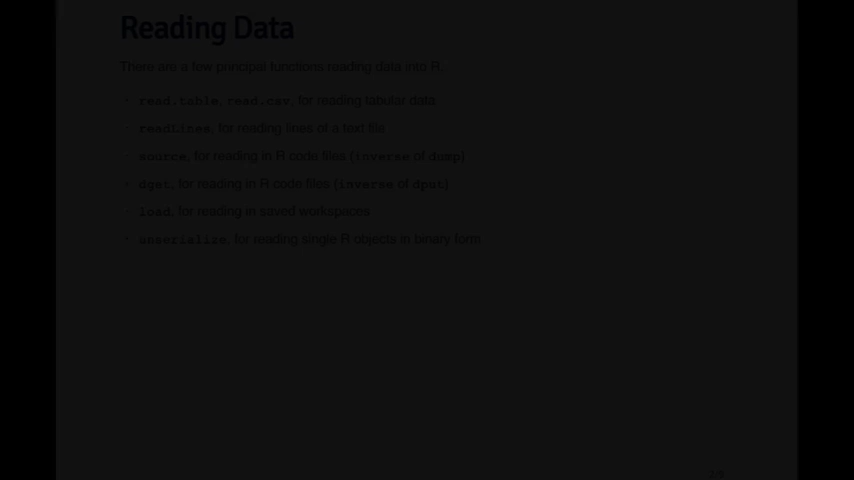 Reading Data
There are a few principal functions reading data into R.
· read.table, read.csv, for reading tabular data
· readLines, for reading lines of a text file
· source, for reading in R code files (inverse of dump)
· dget, for reading in R code files (inverse of dput)
· load, for reading in saved workspaces
· unserialize, for reading single R objects in binary form